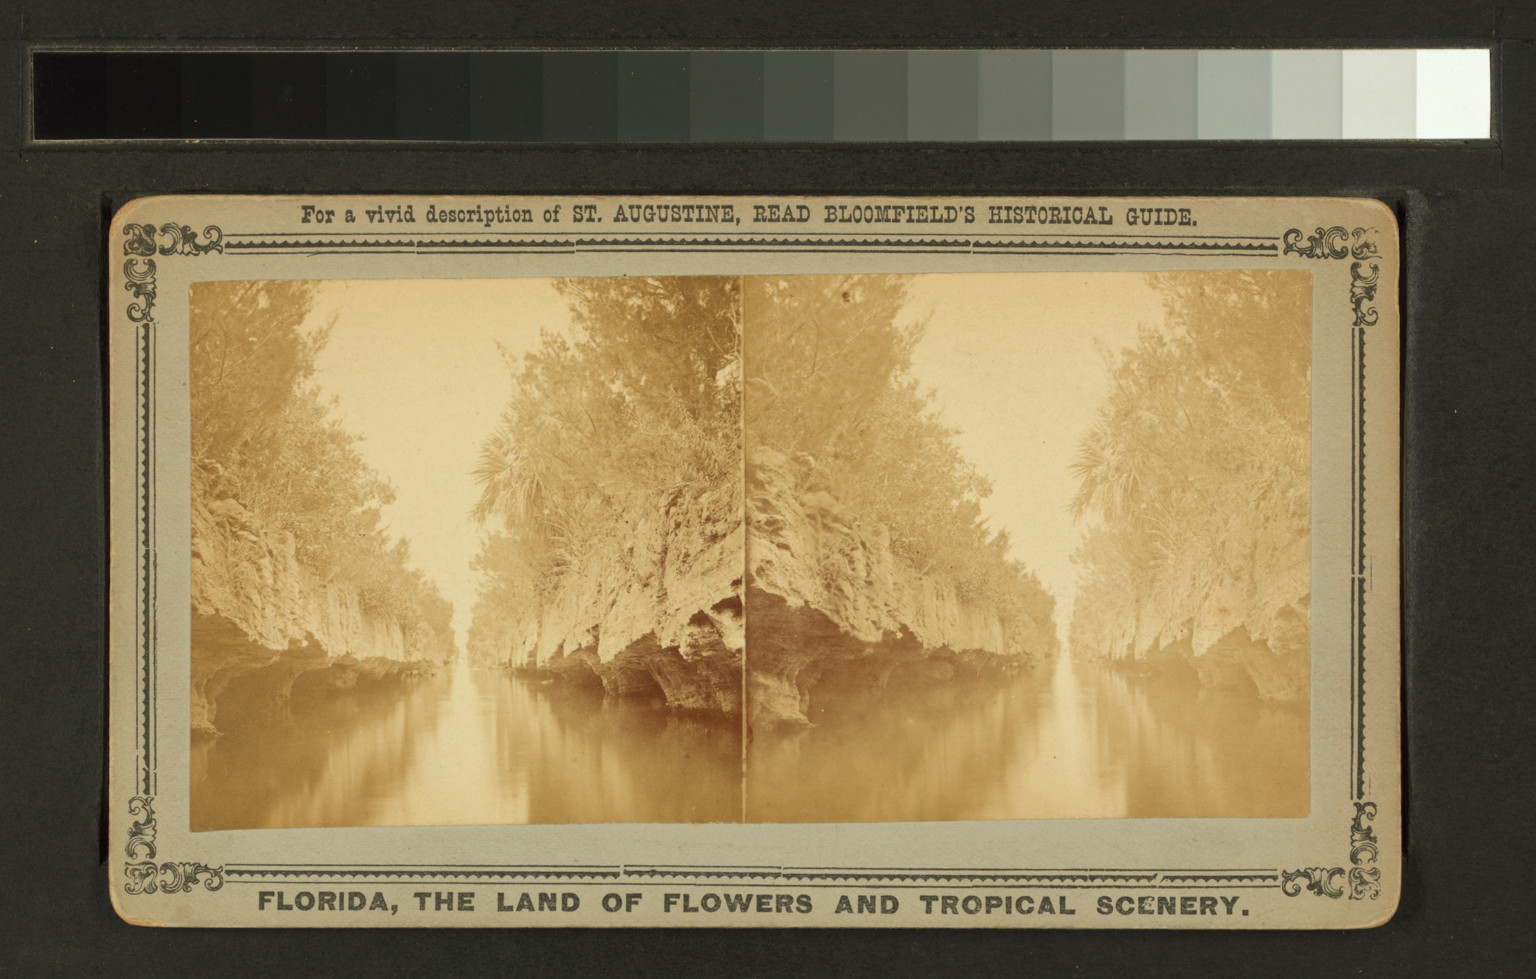 For a vivid description of ST. AUGUSTINE, READ BLOOMFIELD'S HISTORICAL GUIDE.
FLORIDA, THE LAND OF FLOWERS AND TROPICAL SCENERY.